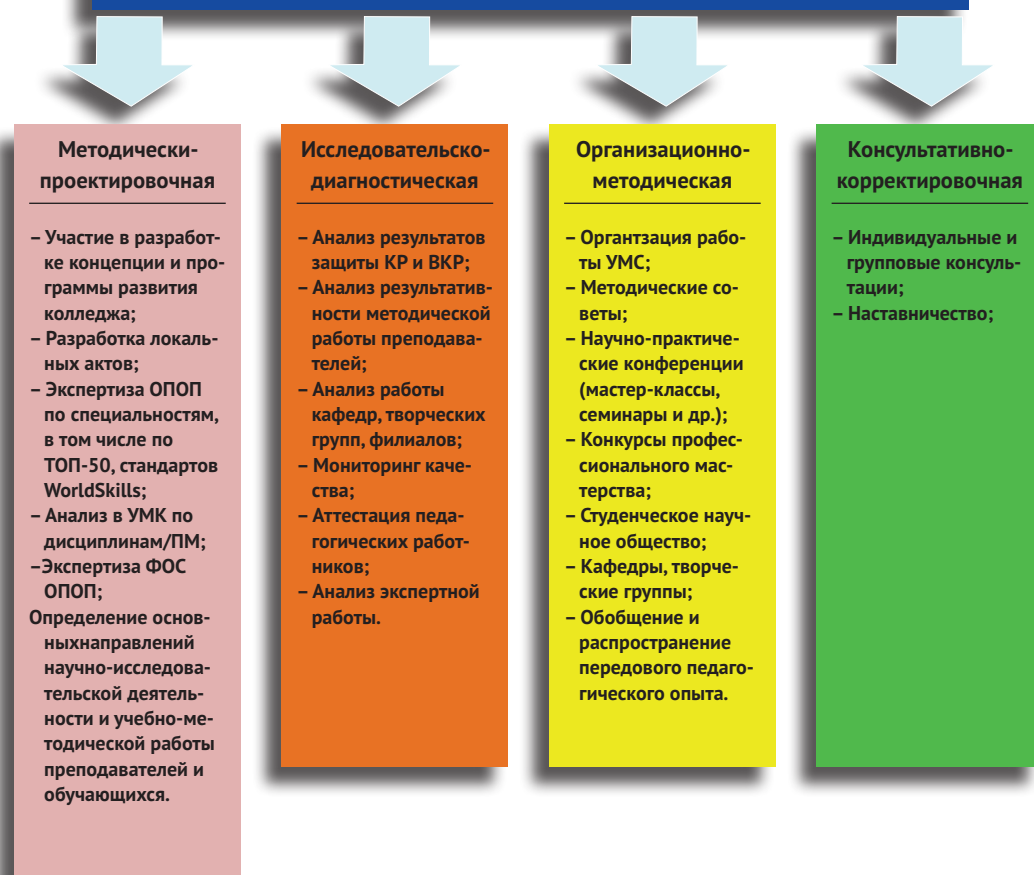 Методически-
проектировочная
– Участие в разработ-
ке концепции и про-
граммы развития
колледжа;
– Разработка локаль-
ных актов;
– Экспертиза ОПОП
по специальностям,
в том числе по
ТОП-50, стандартов
WorldSkills;
– Анализ в УМК по
дисциплинам/ПМ;
–Экспертиза ФОС
ОПОП;
Определение основ-
ныхнаправлений
научно-исследова-
тельской деятель-
ности и учебно-ме-
тодической работы
преподавателей и
обучающихся.
Исследовательско-
диагностическая
– Анализ результатов
защиты КР и ВКР;
– Анализ результатив-
ности методической
работы преподава-
телей;
– Анализ работы
кафедр, творческих
групп, филиалов;
– Мониторинг каче-
ства;
– Аттестация педа-
гогических работ-
ников;
– Анализ экспертной
работы.
Организационно-
методическая
– Органтзация рабо-
ты УМС;
– Методические со-
веты;
– Научно-практиче-
ские конференции
(мастер-классы,
семинары и др.);
– Конкурсы профес-
сионального мас-
терства;
– Студенческое науч-
ное общество;
– Кафедры, творче-
ские группы;
– Обобщение и
распространение
передового педаго-
гического опыта.
Консультативно-
корректировочная
– Индивидуальные и
групповые консуль-
тации;
– Наставничество;